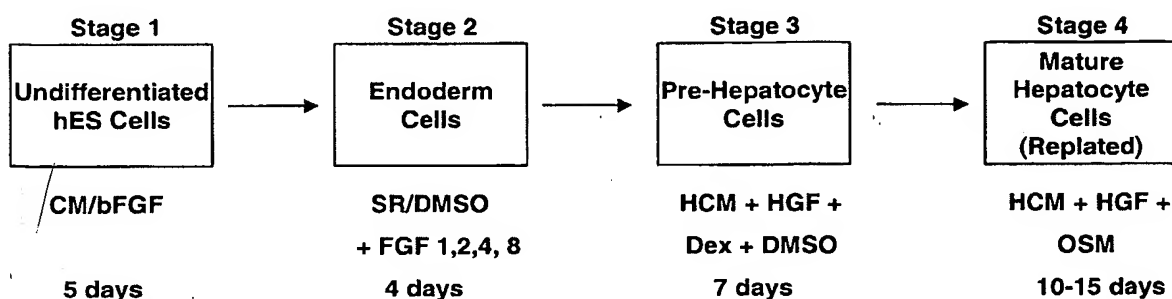 Stage 1
Undifferentiated
hES Cells
CM/bFGF
5 days
Stage 2
Endoderm
Cells
SR/DMSO
+ FGF 1,2,4, 8
4 days
Stage 3
Pre-Hepatocyte
Cells
HCM + HGF +
Dex + DMSO
7 days
Stage 4
Mature
Hepatocyte
Cells
(Replated)
HCM + HGF +
OSM
10-15 days